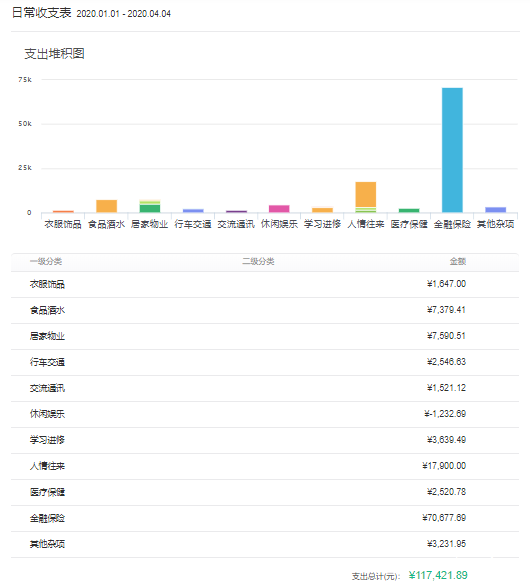 日常收支表 2020.01.01 - 2020.04.04
支出堆积图
75k
50k
25k
0
衣服饰品 食品酒水 居家物业 行车交通 交流通讯 休闲娱乐 学习进修 人情往来 医疗保健 金融保险 其他杂项
一级分类 二级分类 金额
衣服饰品 ¥1,647.00
食品酒水 ¥7,379.41
居家物业 ¥7,590.51
行车交通 ¥2,546.63
交流通讯 ¥1,521.12
休闲娱乐 ¥-1,232.69
学习进修 ¥3,639.49
人情往来 ¥17,900.00
医疗保健 ¥2,520.78
金融保险 ¥70,677.69
其他杂项 ¥3,231.95
支出总计(元): ¥117,421.89